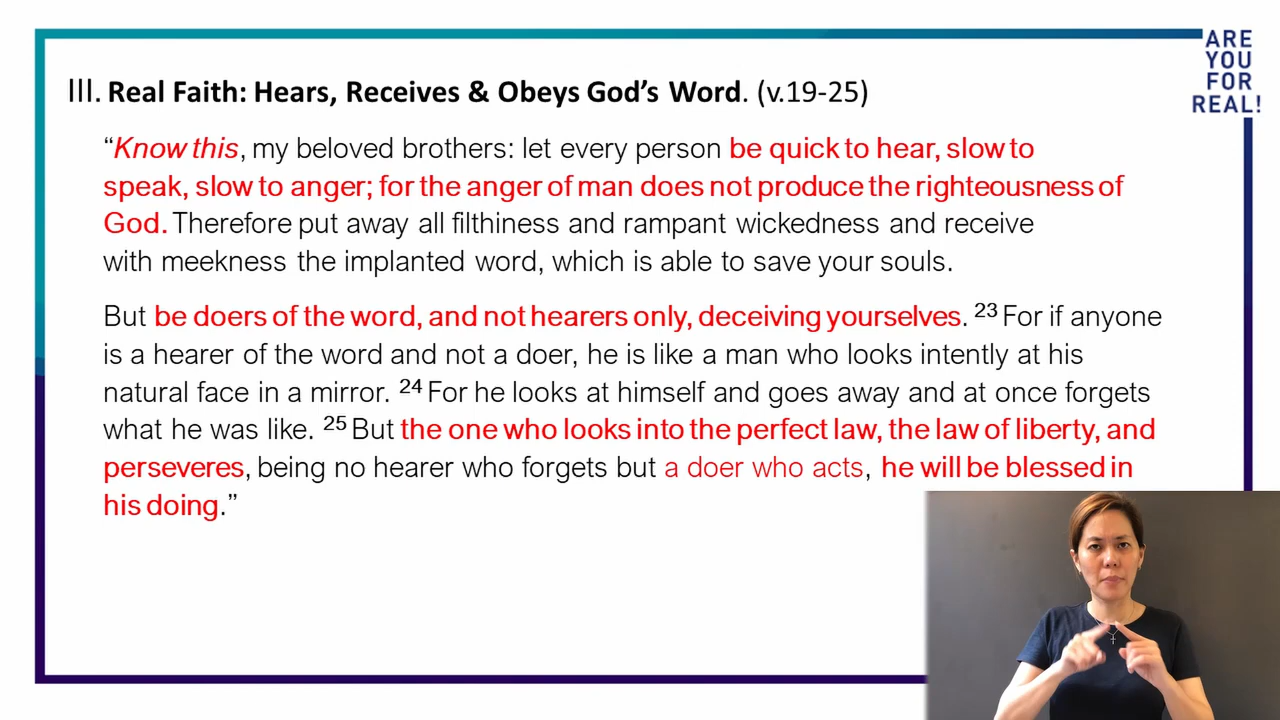 ARE
YOU
FOR
REAL!
III. Real Faith: Hears, Receives & Obeys God’s Word. (v.19-25)
“Know this, my beloved brothers: let every person be quick to hear, slow to
speak, slow to anger; for the anger of man does not produce the righteousness of
God. Therefore put away all filthiness and rampant wickedness and receive
with meekness the implanted word, which is able to save your souls.
But be doers of the word, and not hearers only, deceiving yourselves. 23 For if anyone
is a hearer of the word and not a doer, he is like a man who looks intently at his
natural face in a mirror. 24 For he looks at himself and goes away and at once forgets
what he was like. 25 But the one who looks into the perfect law, the law of liberty, and
perseveres, being no hearer who forgets but a doer who acts, he will be blessed in
his doing.”